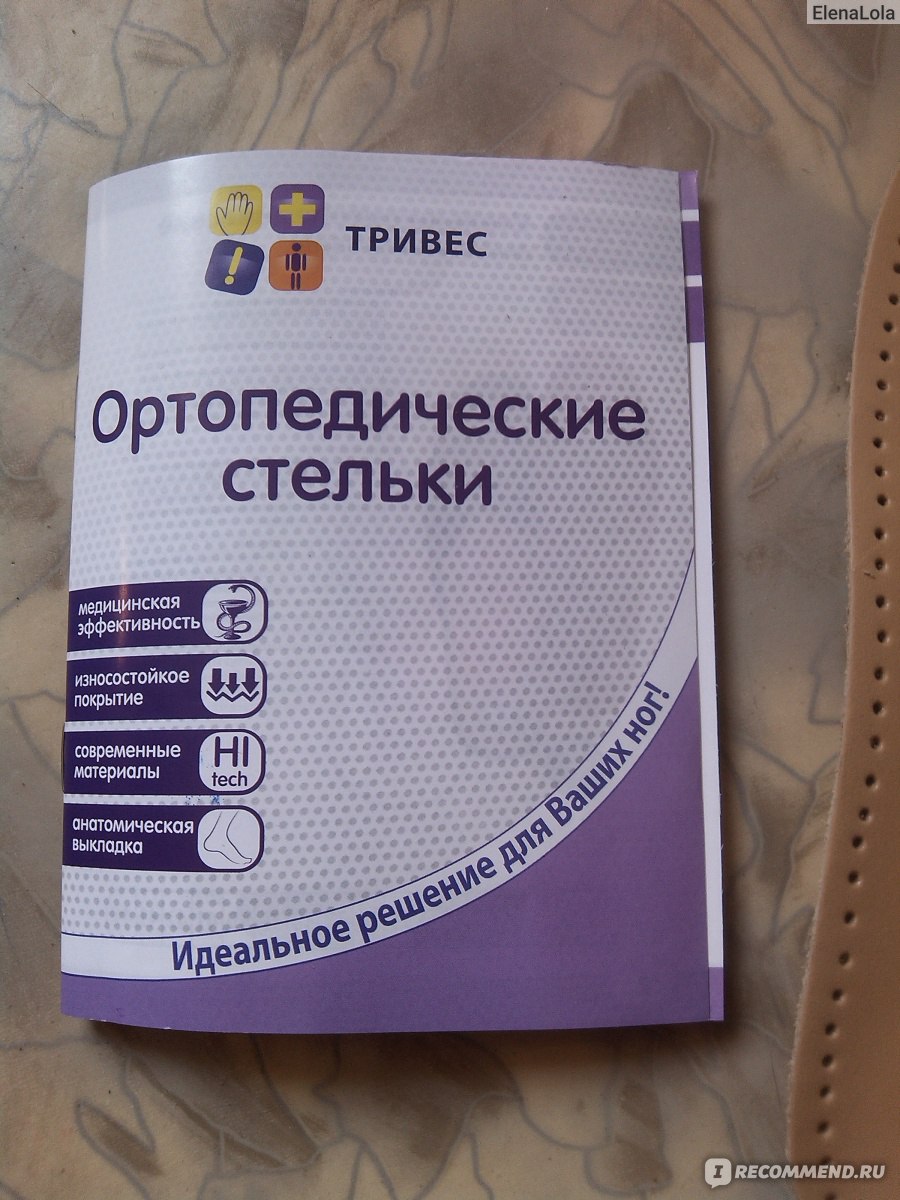 ElenaLola
ТРИВЕС
Ортопедические
стельки
медицинская
эффективность
износостойкое
покрытие
современные
материалы
HI
tech
анатомическая
выкладка
Идеальное решение для Ваших ног!
IRECOMMEND.RU